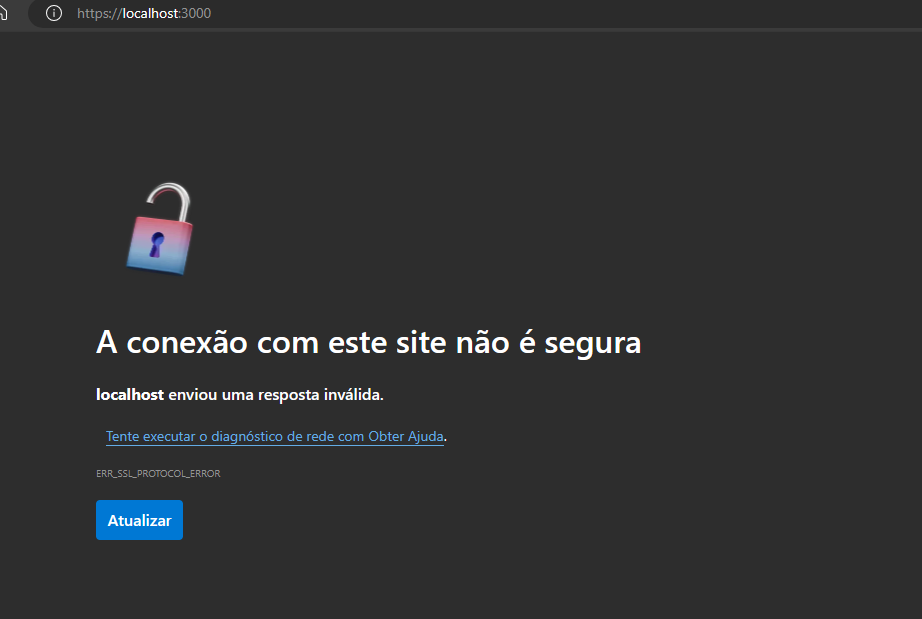 https://localhost:3000
A conexão com este site não é segura
localhost enviou uma resposta inválida.
Tente executar o diagnóstico de rede com Obter Ajuda.
ERR_SSL_PROTOCOL_ERROR
Atualizar